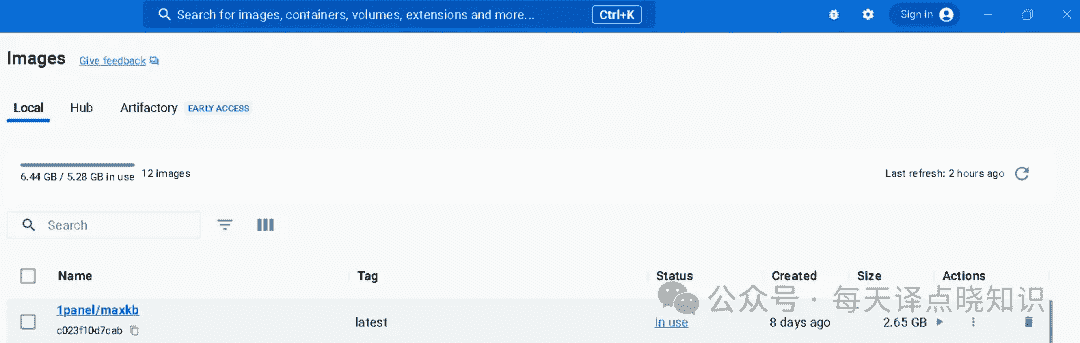 Search for images, containers, volumes, extensions and more... Ctrl+K Sign in
Images Give feedback
Local Hub Artifactory EARLY ACCESS
6.44 GB / 5.28 GB in use 12 images Last refresh: 2 hours ago
Search
Name Tag Status Created Size Actions
1panel/maxkb
latest In use 8 days ago 2.65 GB
c023f10d7cab
公众号 · 每天译点晓知识